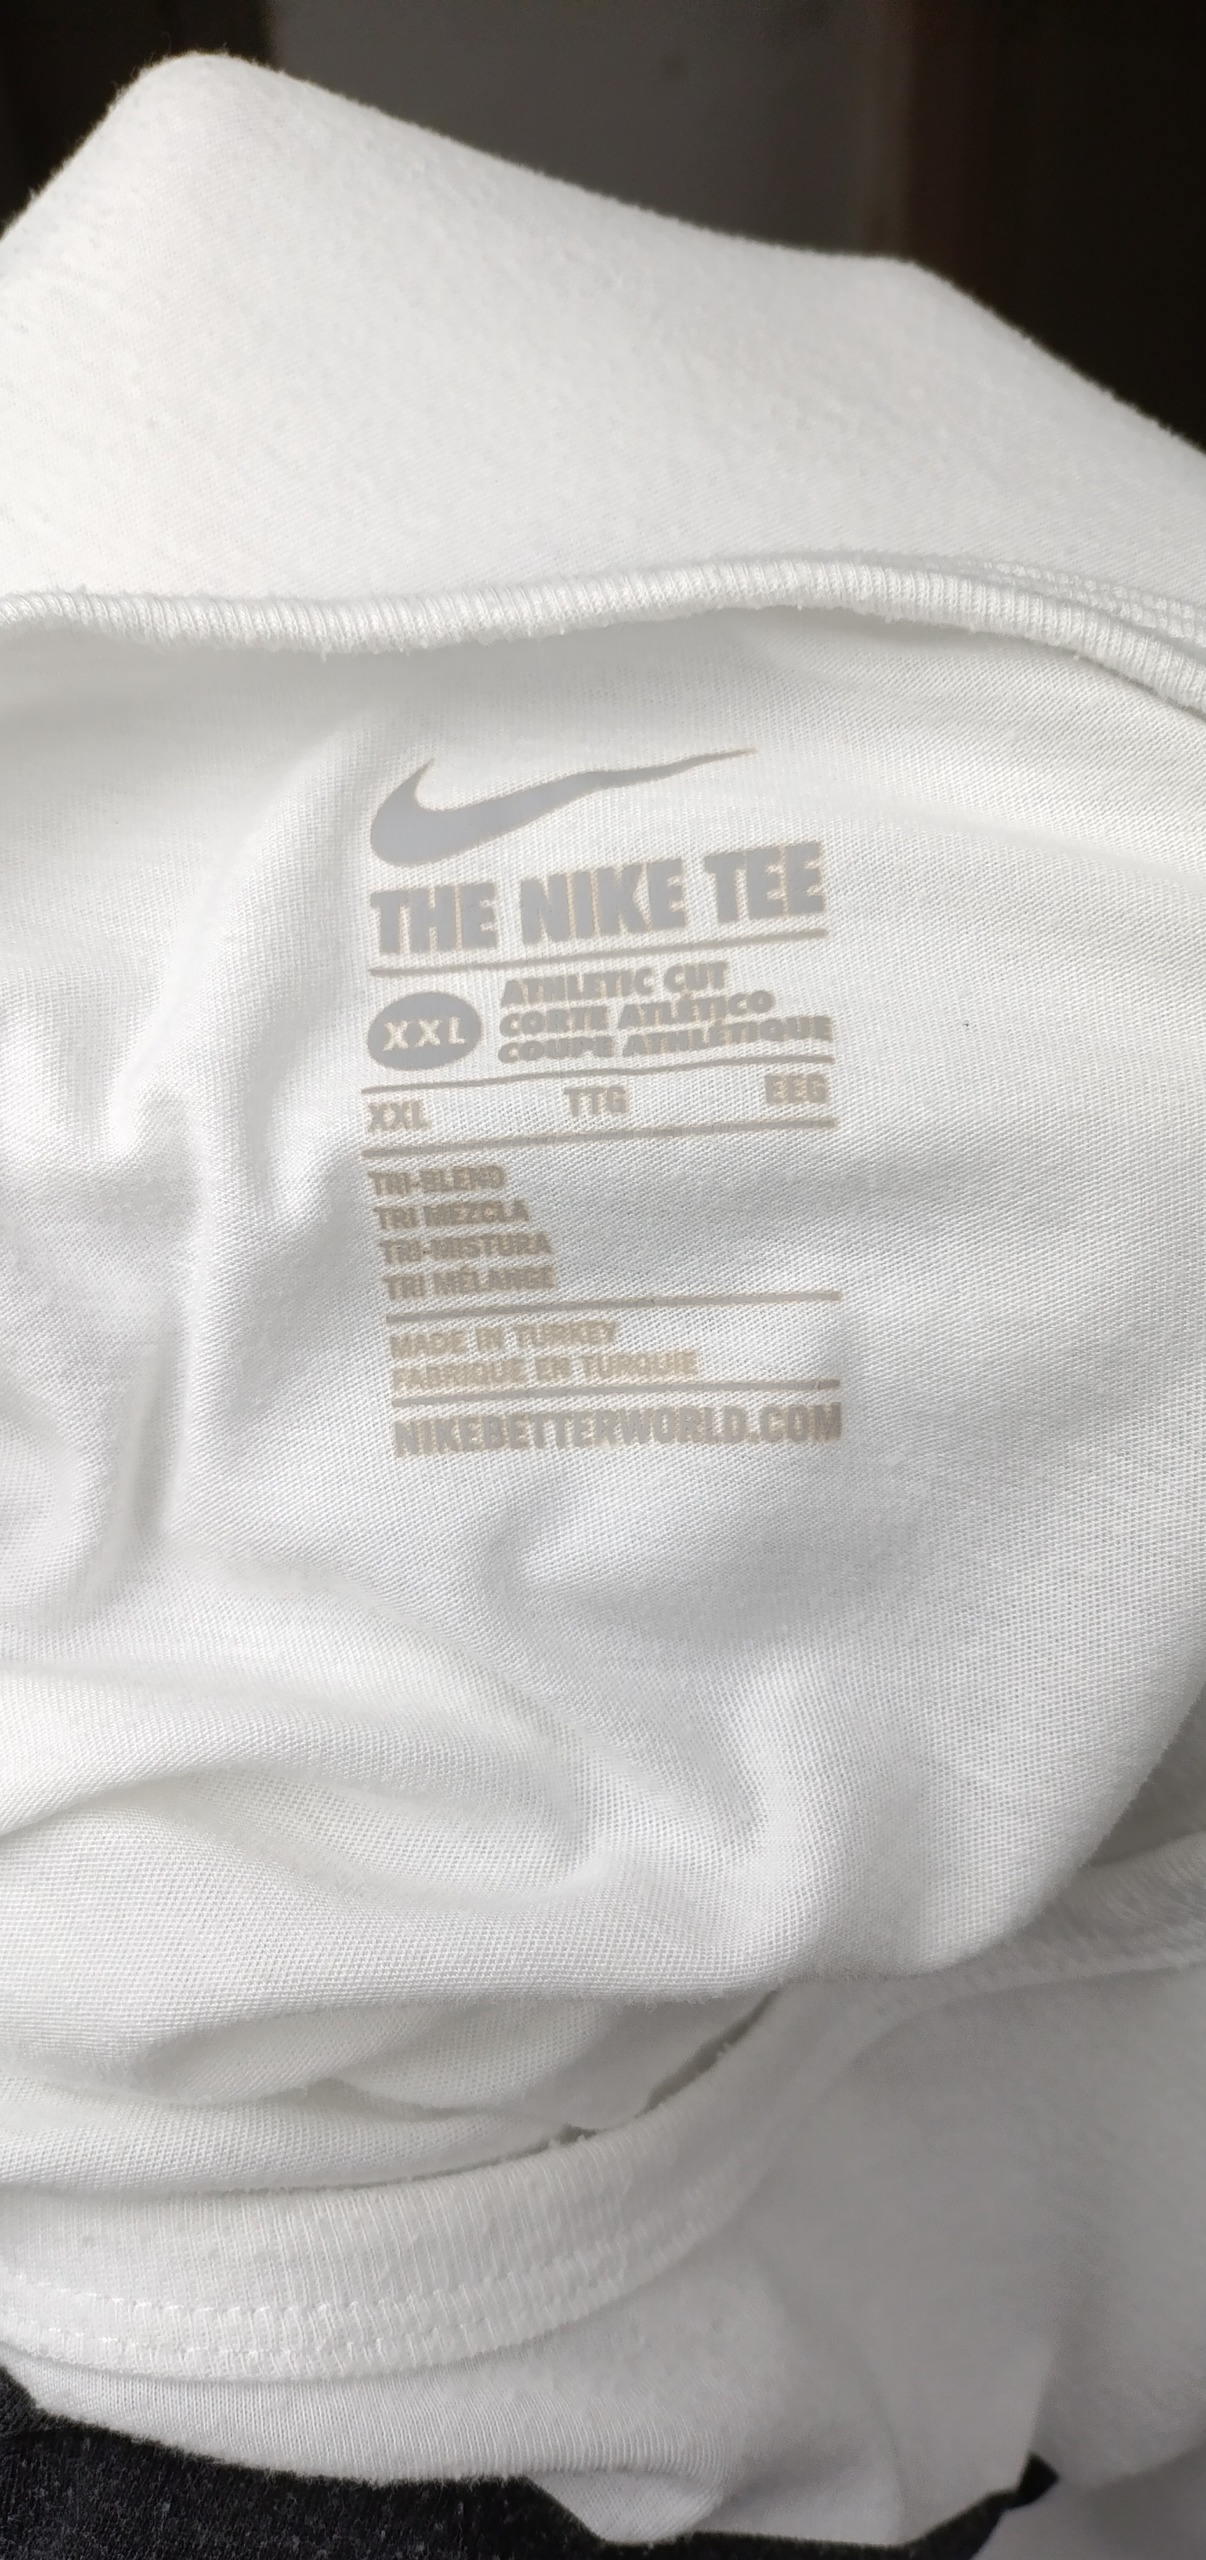 THE NIKE TEE
XXL
ATHLETIC CUT
CORTE ATLÉTICO
COUPE ATHLÉTIQUE
XXL TTG EEG
TRI-BLEND
TRI MEZCLA
TRI-MISTURA
TRI MÉLANGE
MADE IN TURKEY
FABRIQUE EN TURQUIE
NIKEBETTERWORLD.COM